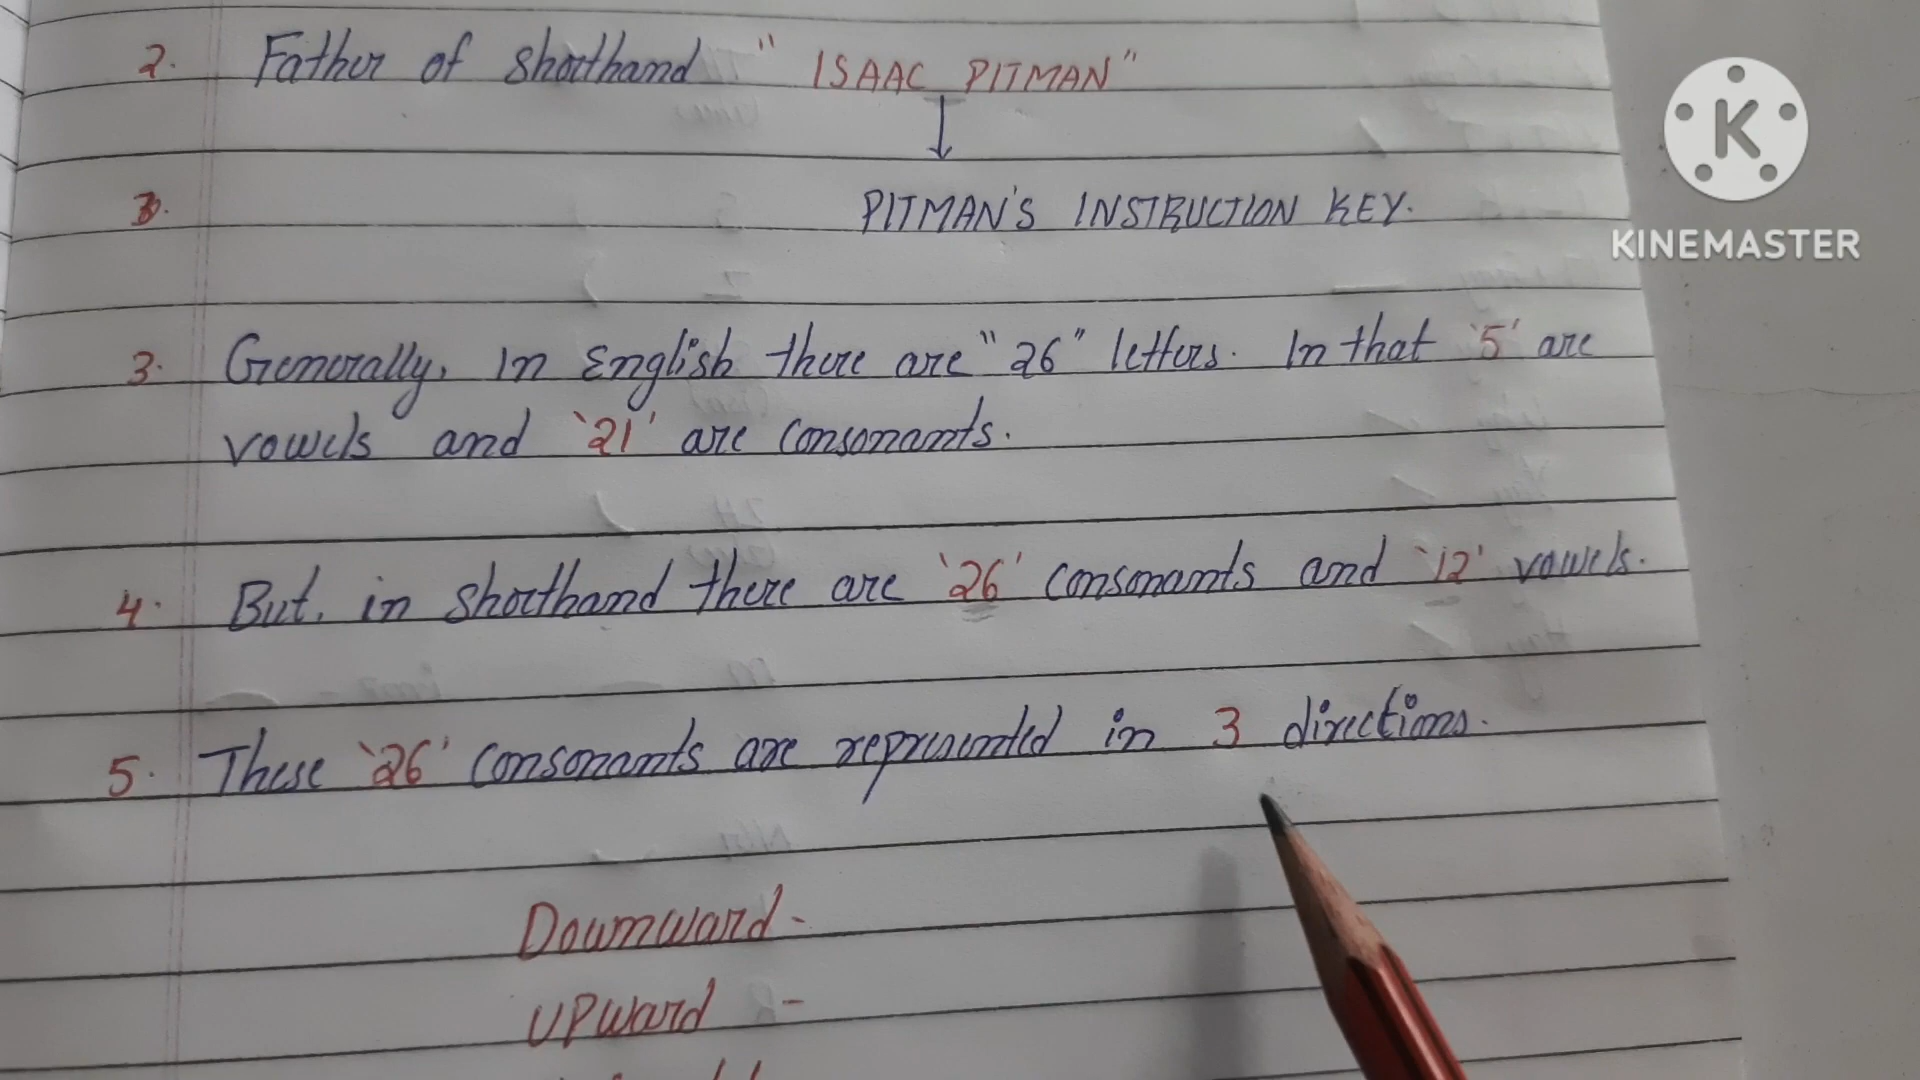 2. Father of Shorthand "ISAAC PITMAN"
PITMAN'S INSTRUCTION KEY.
3. Generally, in English there are "26" letters. In that '5' are
vowels and '21' are consonants.
4. But, in shorthand there are '26' consonants and '12' vowels.
5. These '26' consonants are represented in 3 directions.
Downward -
UPward -
K
KINEMASTER